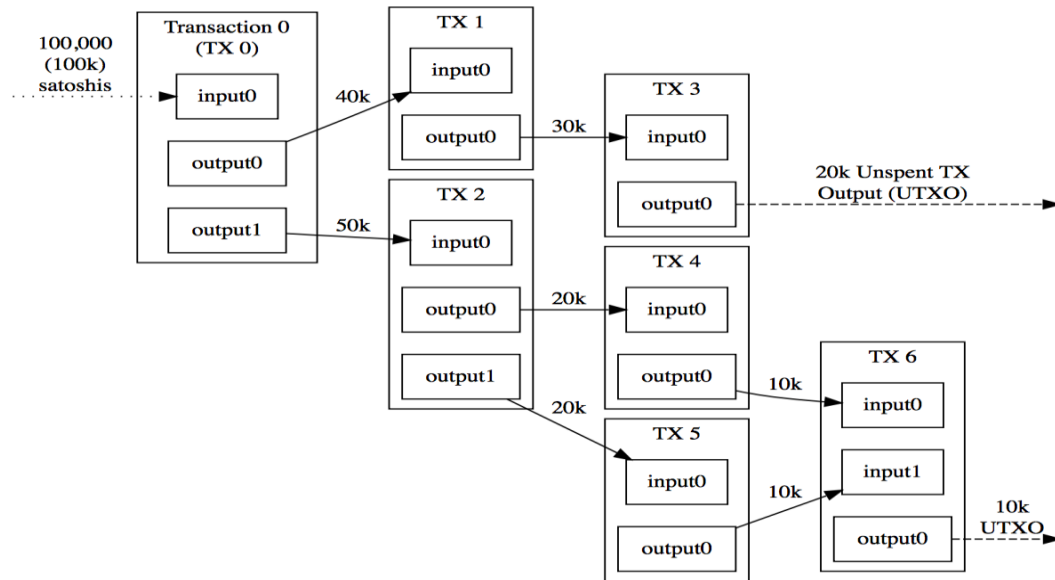 100,000
(100k)
satoshis
Transaction 0
(TX 0)
input0
output0
output1
40k
50k
TX 1
input0
output0
30k
TX 2
input0
output0
output1
20k
20k
TX 3
input0
output0
20k Unspent TX
Output (UTXO)
TX 4
input0
output0
10k
TX 5
input0
output0
10k
TX 6
input0
input1
output0
10k
UTXO